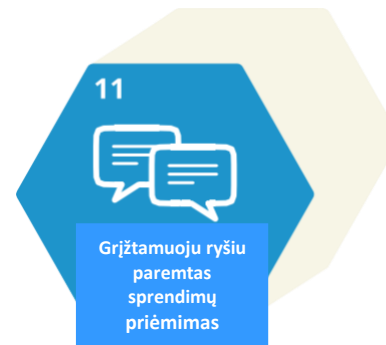 11
Grįžtamuoju ryšiu
paremtas
sprendimų
priėmimas